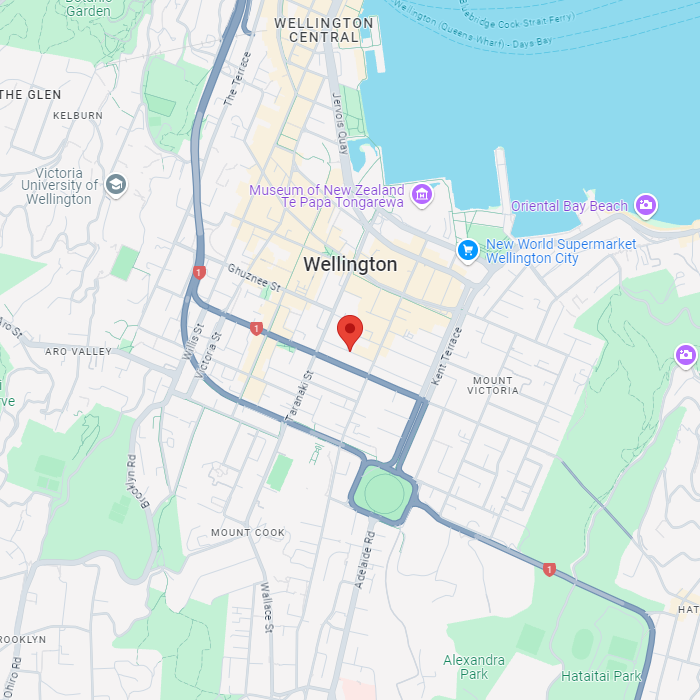 Botanic
Garden
WELLINGTON
CENTRAL
Bluebridge Cook Strait Ferry)
Wellington (Queens Wharf) - Days Bay
THE GLEN
KELBURN
The Terrace
Jervois Quay
Victoria
University of
Wellington
Museum of New Zealand
Te Papa Tongarewa
Oriental Bay Beach
New World Supermarket
Wellington City
Wellington
Ghuznee St
1
1
Aro St
ARO VALLEY
Willis St
Victoria St
Taranaki St
Kent Terrace
MOUNT
VICTORIA
Brooklyn Rd
MOUNT COOK
Adelaide Rd
Wallace St
1
HAT
ROOKLYN
Ohiro Rd
Alexandra
Park
Hataitai Park